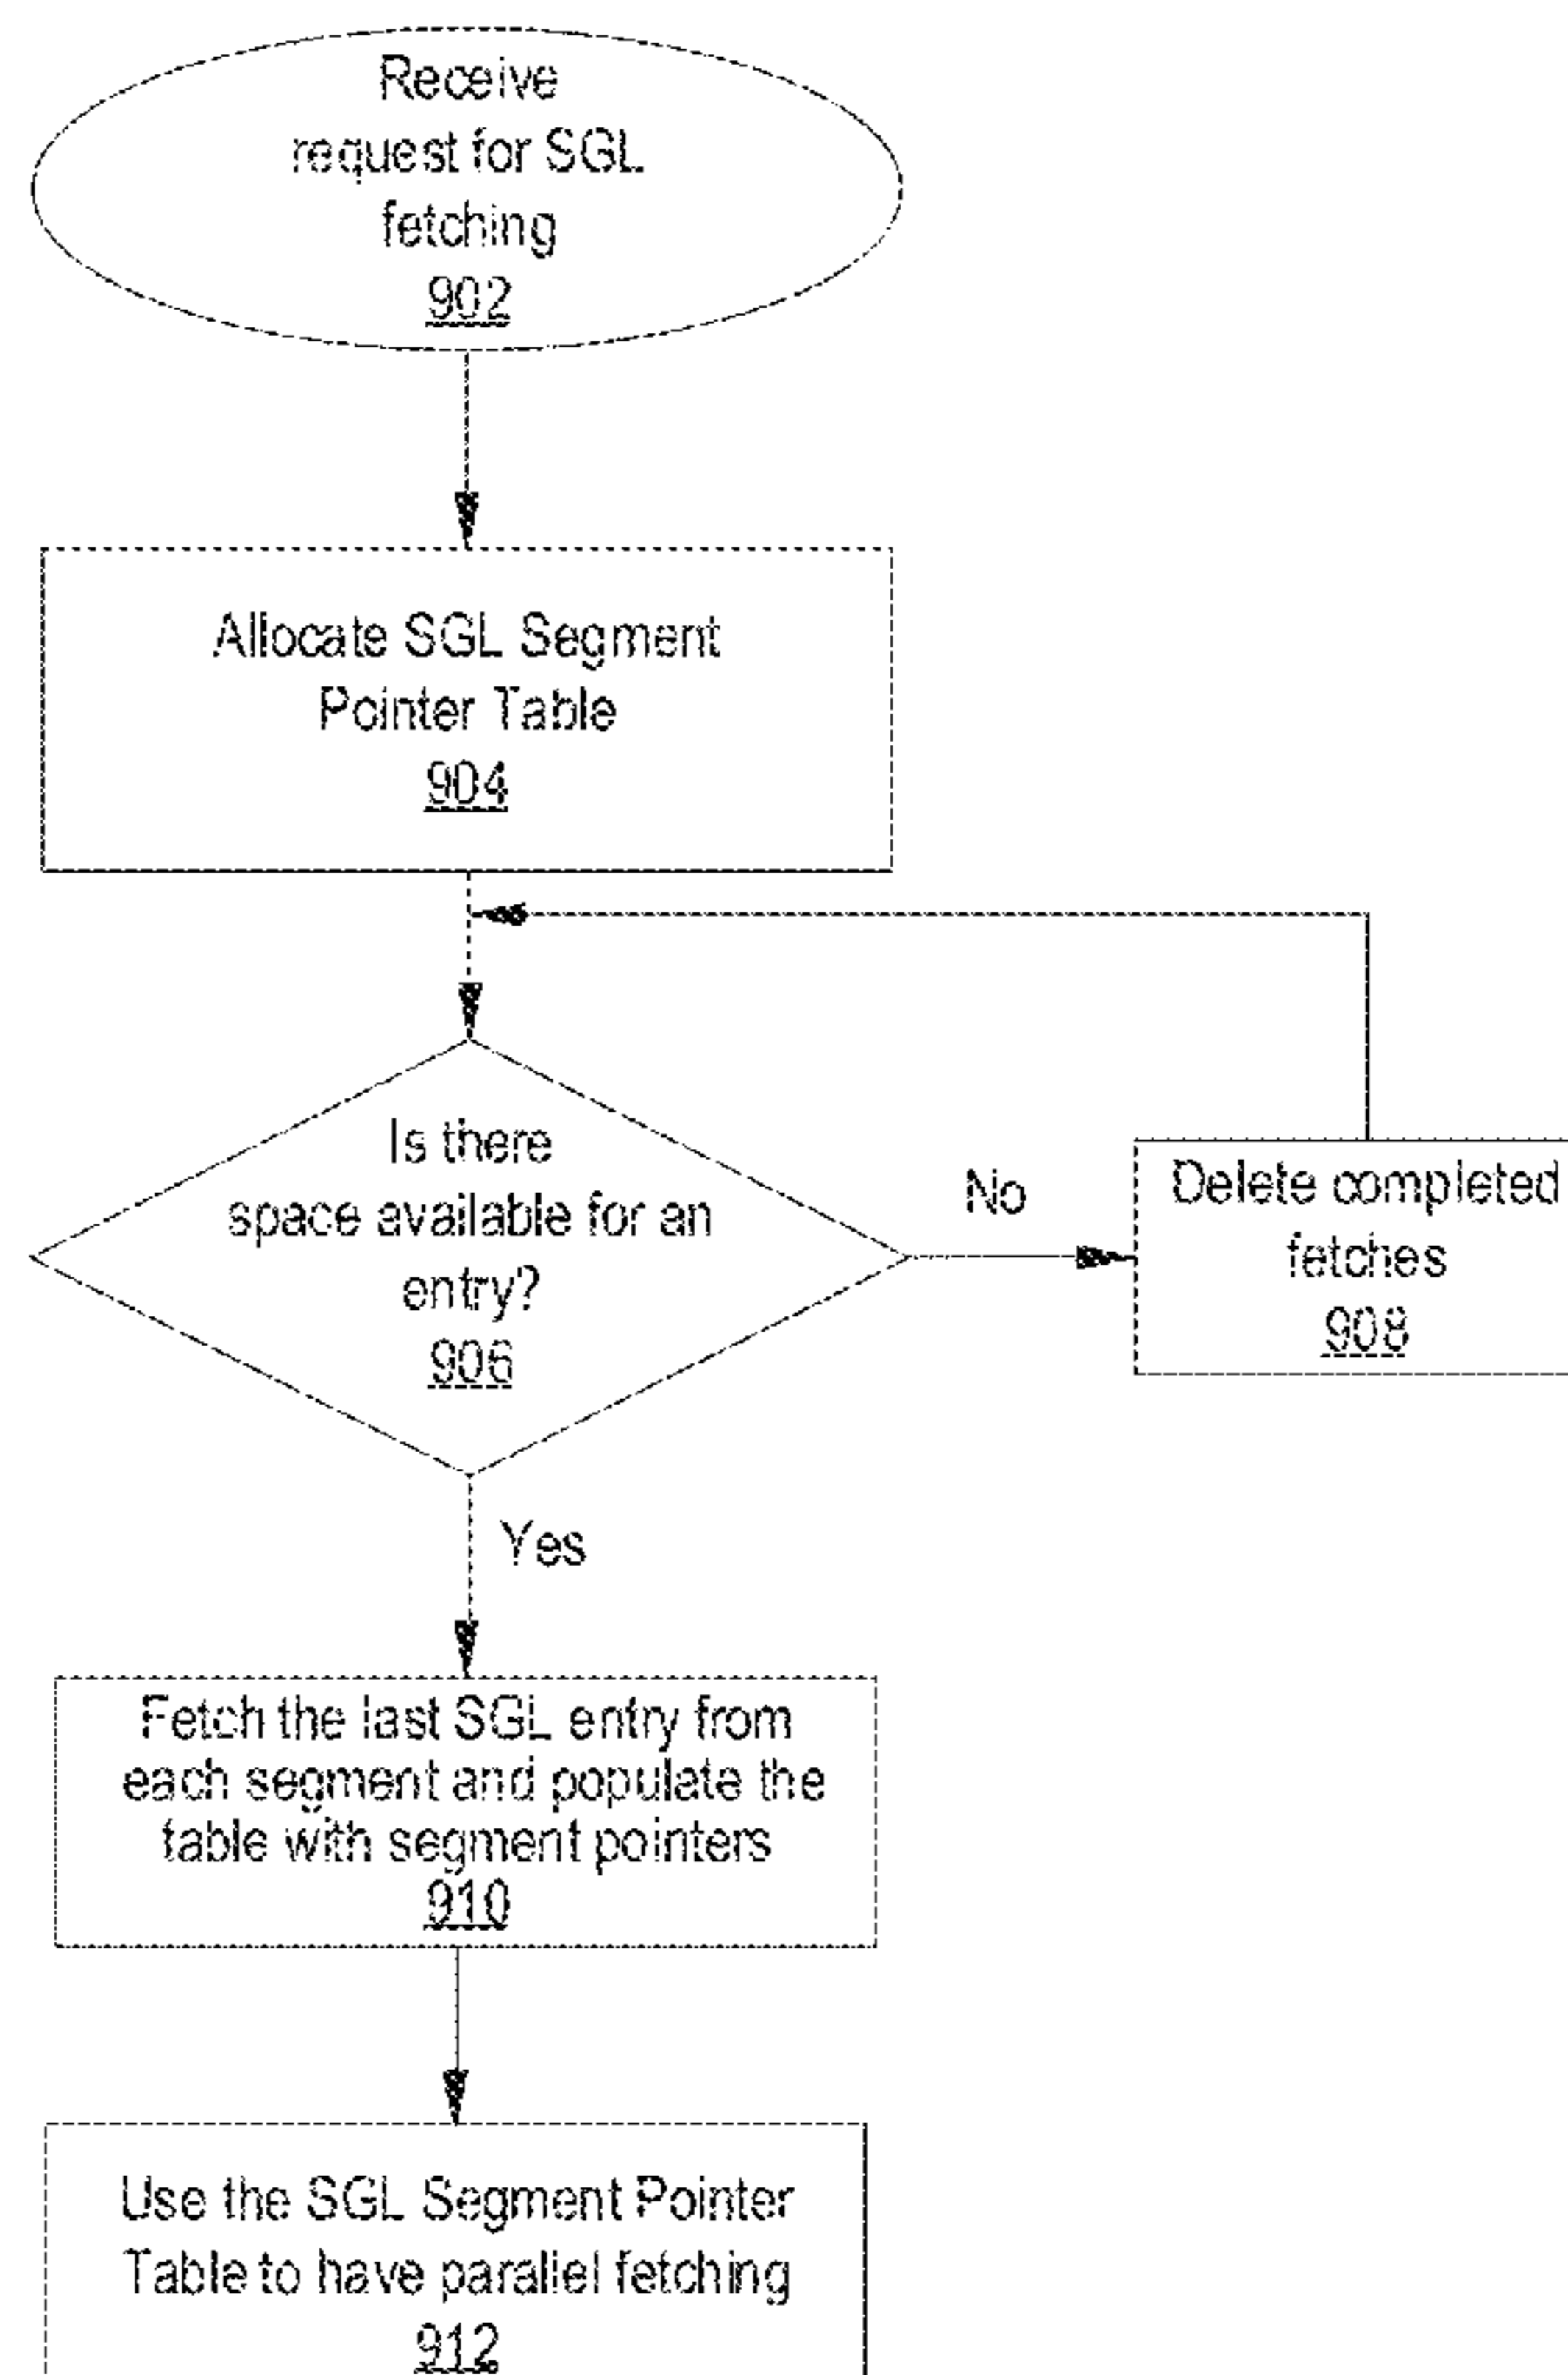 Receive
request for SGL
fetching
902
Allocate SGL Segment
Pointer Table
904
Is there
space available for an
entry?
906
No
Delete completed
fetches
908
Yes
Fetch the last SGL entry from
each segment and populate the
table with segment pointers
910
Use the SGL Segment Pointer
Table to have parallel fetching
912